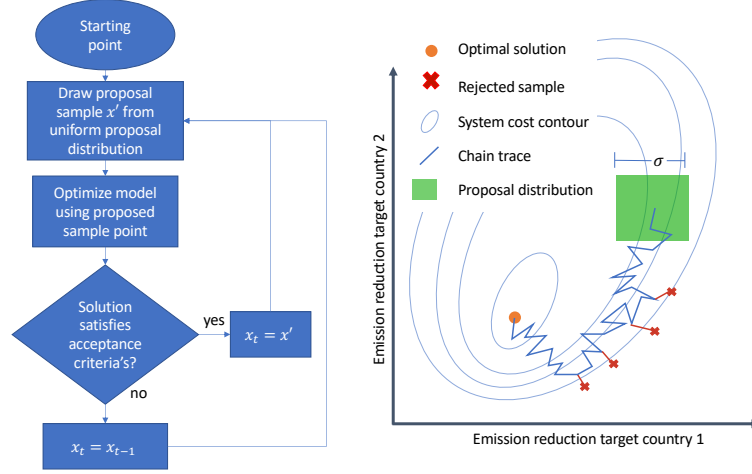 Starting
point
Draw proposal
sample x′ from
uniform proposal
distribution
Optimize model
using proposed
sample point
Solution
satisfies
acceptance
criteria's?
yes
x_t = x′
no
x_t = x_{t−1}
Optimal solution
Rejected sample
System cost contour
Chain trace
Proposal distribution
σ
Emission reduction target country 2
Emission reduction target country 1